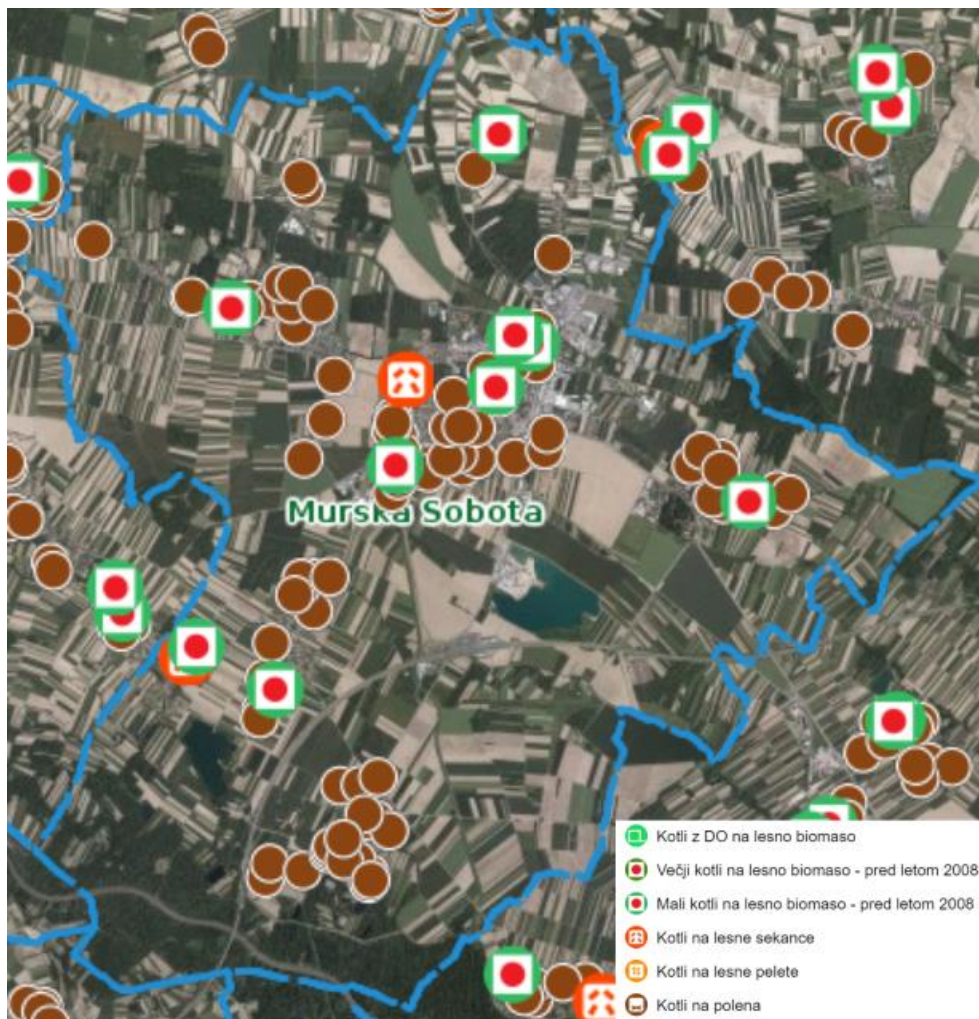 Murska Sobota
Kotli z DO na lesno biomaso
Večji kotli na lesno biomaso - pred letom 2008
Mali kotli na lesno biomaso - pred letom 2008
Kotli na lesne sekance
Kotli na lesne pelete
Kotli na polena